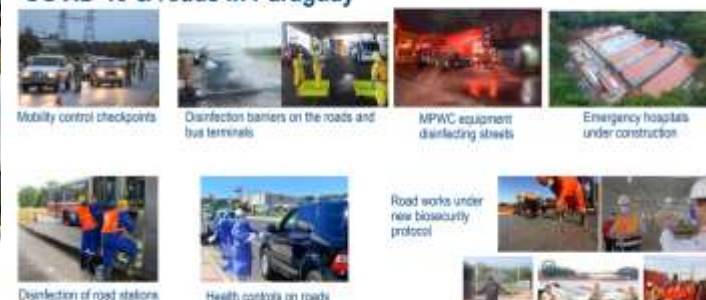 COVID-19 & roads in Paraguay
Mobility control checkpoints
Disinfection barriers on the roads and
bus terminals
MPWC equipment
disinfecting streets
Emergency hospitals
under construction
Road works under
new biosecurity
protocol
Disinfection of road stations
Health controls on roads